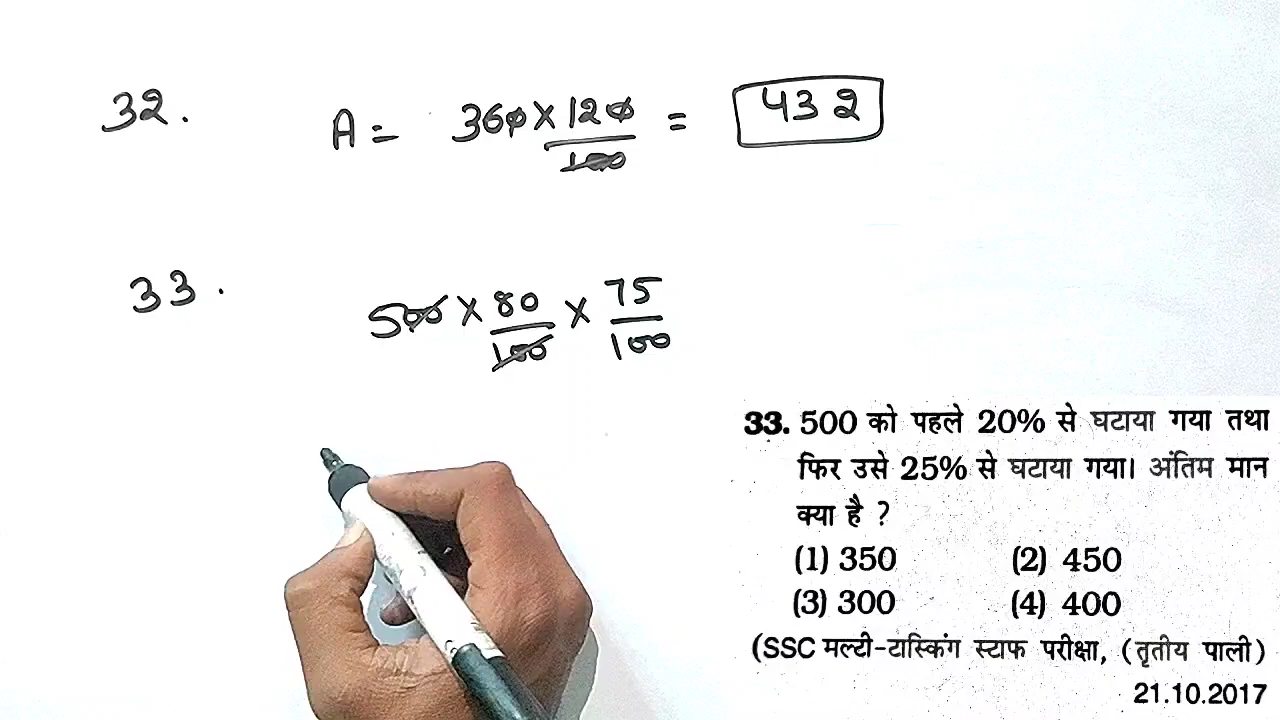 32. A = 360 × 120 / 100 = 432
33. 500 × 80 / 100 × 75 / 100
33. 500 को पहले 20% से घटाया गया तथा
फिर उसे 25% से घटाया गया। अंतिम मान
क्या है ?
(1) 350 (2) 450
(3) 300 (4) 400
(SSC मल्टी-टास्किंग स्टाफ परीक्षा, (तृतीय पाली)
21.10.2017